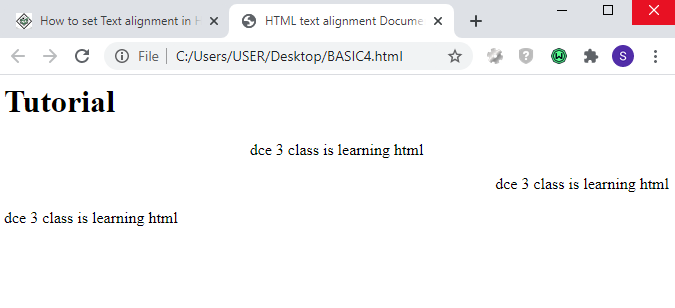 How to set Text alignment in H
HTML text alignment Docume
File | C:/Users/USER/Desktop/BASIC4.html
S
Tutorial
dce 3 class is learning html
dce 3 class is learning html
dce 3 class is learning html